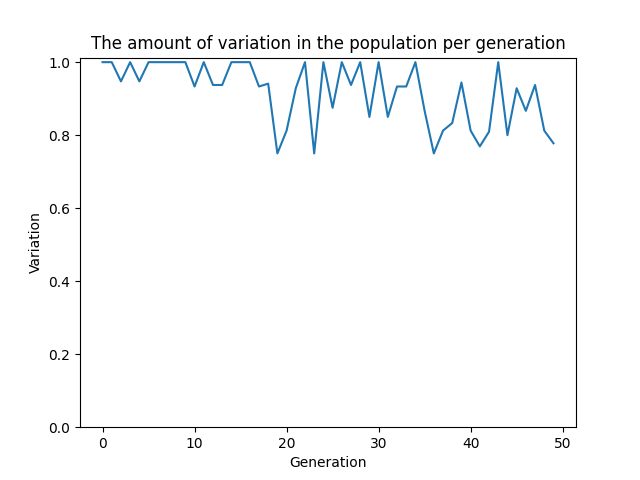 The amount of variation in the population per generation
1.0
0.8
0.6
0.4
0.2
0.0
Variation
0 10 20 30 40 50
Generation